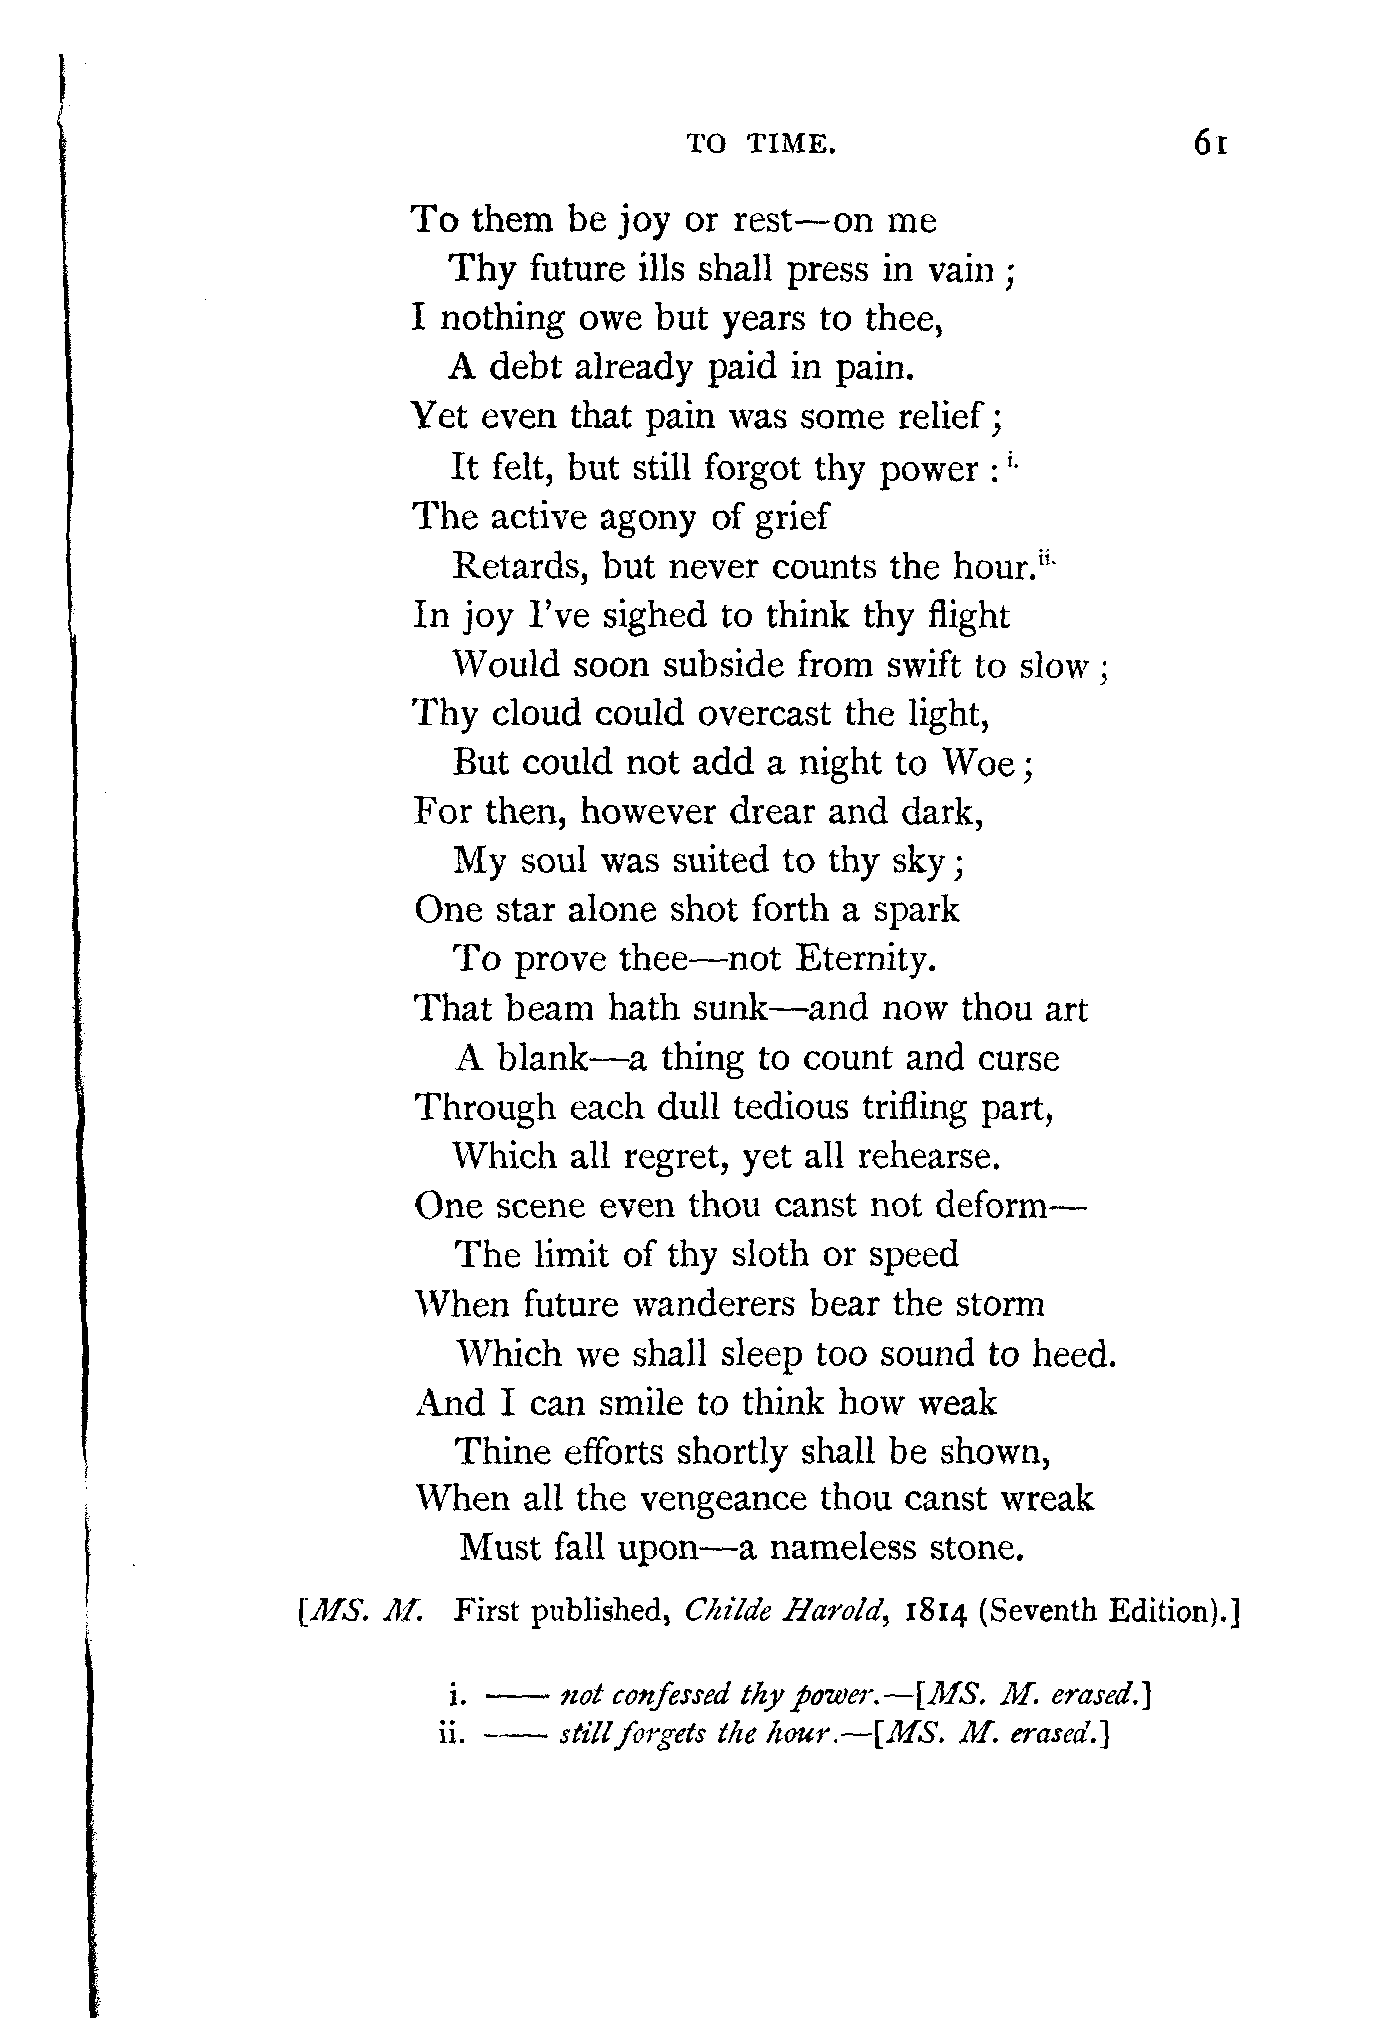 TO TIME. 61
To them be joy or rest—on me
Thy future ills shall press in vain;
I nothing owe but years to thee,
A debt already paid in pain.
Yet even that pain was some relief;
It felt, but still forgot thy power: i.
The active agony of grief
Retards, but never counts the hour.ii.
In joy I've sighed to think thy flight
Would soon subside from swift to slow;
Thy cloud could overcast the light,
But could not add a night to Woe;
For then, however drear and dark,
My soul was suited to thy sky;
One star alone shot forth a spark
To prove thee—not Eternity.
That beam hath sunk—and now thou art
A blank—a thing to count and curse
Through each dull tedious trifling part,
Which all regret, yet all rehearse.
One scene even thou canst not deform—
The limit of thy sloth or speed
When future wanderers bear the storm
Which we shall sleep too sound to heed.
And I can smile to think how weak
Thine efforts shortly shall be shown,
When all the vengeance thou canst wreak
Must fall upon—a nameless stone.
[MS. M. First published, Childe Harold, 1814 (Seventh Edition).]
i. —— not confessed thy power.—[MS. M. erased.]
ii. —— still forgets the hour.—[MS. M. erased.]